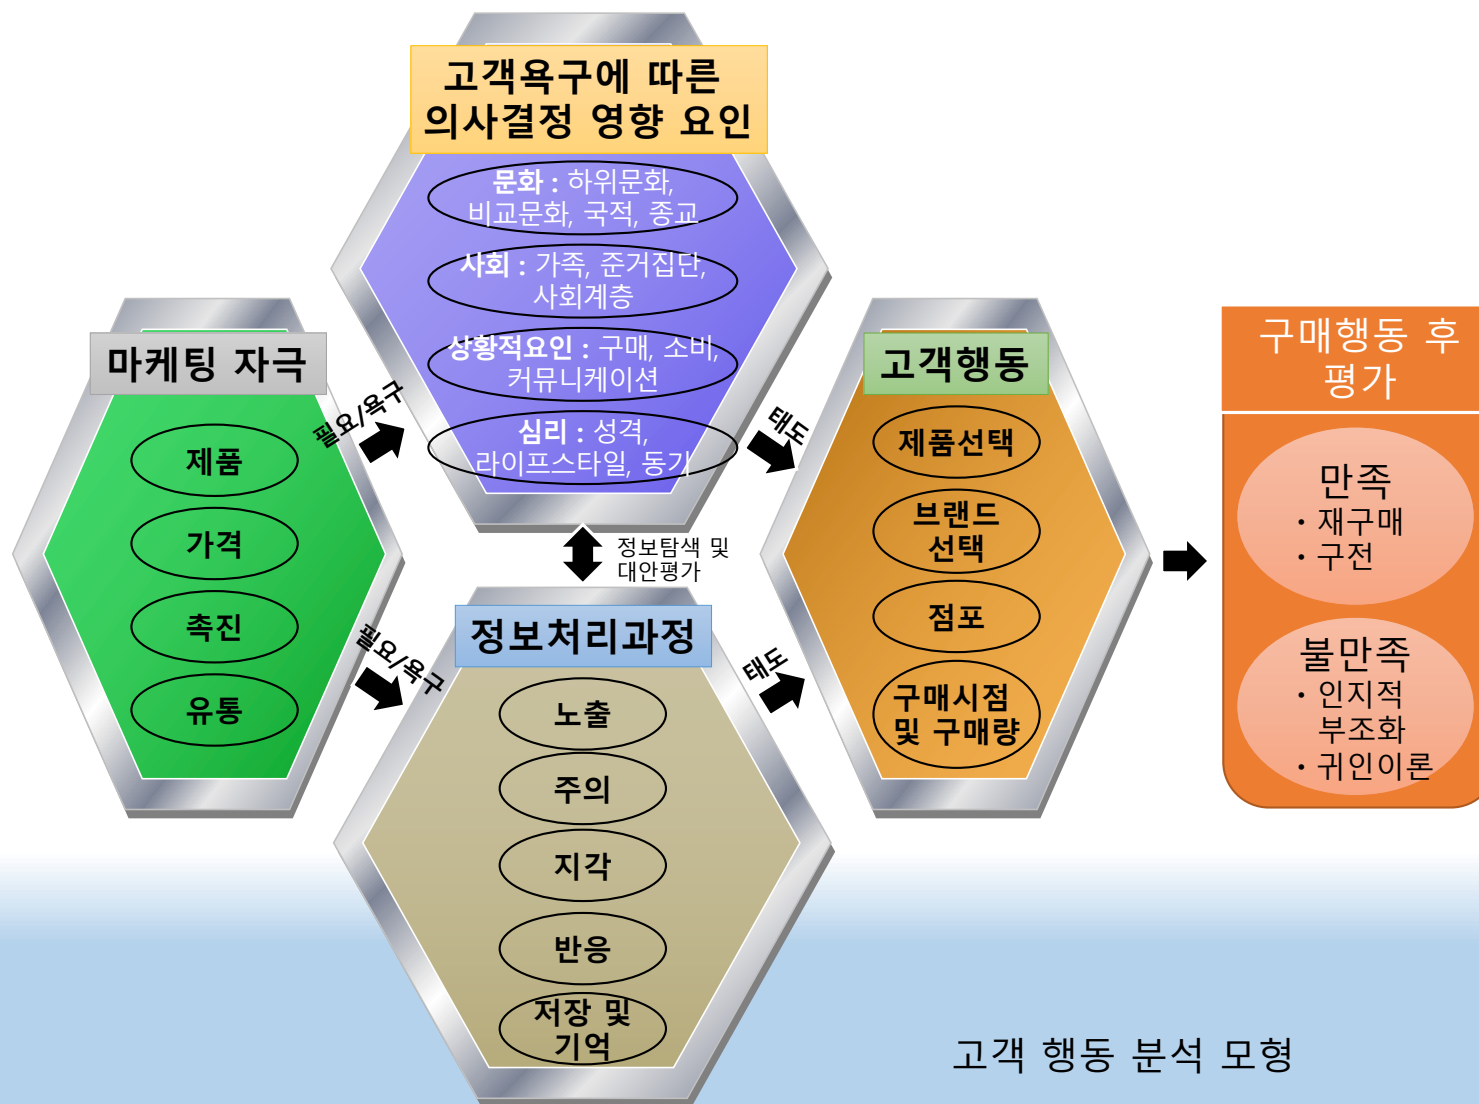 고객욕구에 따른
의사결정 영향 요인
문화 : 하위문화,
비교문화, 국적, 종교
사회 : 가족, 준거집단,
사회계층
상황적요인 : 구매, 소비,
커뮤니케이션
심리 : 성격,
라이프스타일, 동기
마케팅 자극
제품
가격
촉진
유통
필요/욕구
필요/욕구
정보탐색 및
대안평가
정보처리과정
노출
주의
지각
반응
저장 및
기억
태도
태도
고객행동
제품선택
브랜드
선택
점포
구매시점
및 구매량
구매행동 후
평가
만족
· 재구매
· 구전
불만족
· 인지적
부조화
· 귀인이론
고객 행동 분석 모형